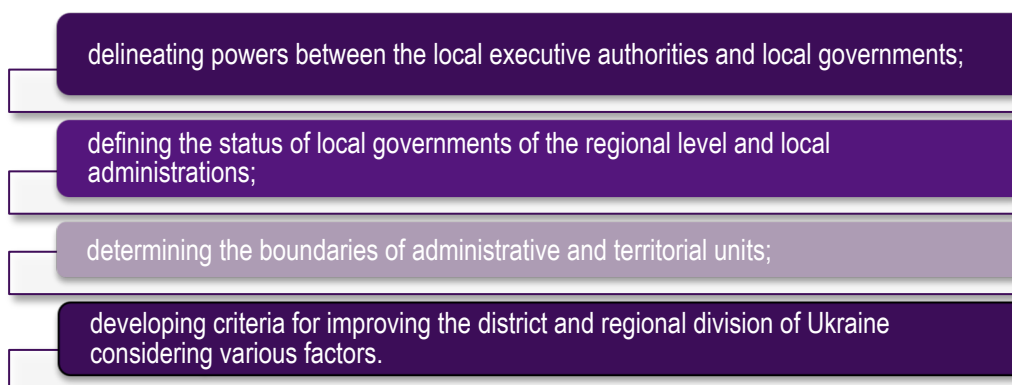 delineating powers between the local executive authorities and local governments;
defining the status of local governments of the regional level and local
administrations;
determining the boundaries of administrative and territorial units;
developing criteria for improving the district and regional division of Ukraine
considering various factors.